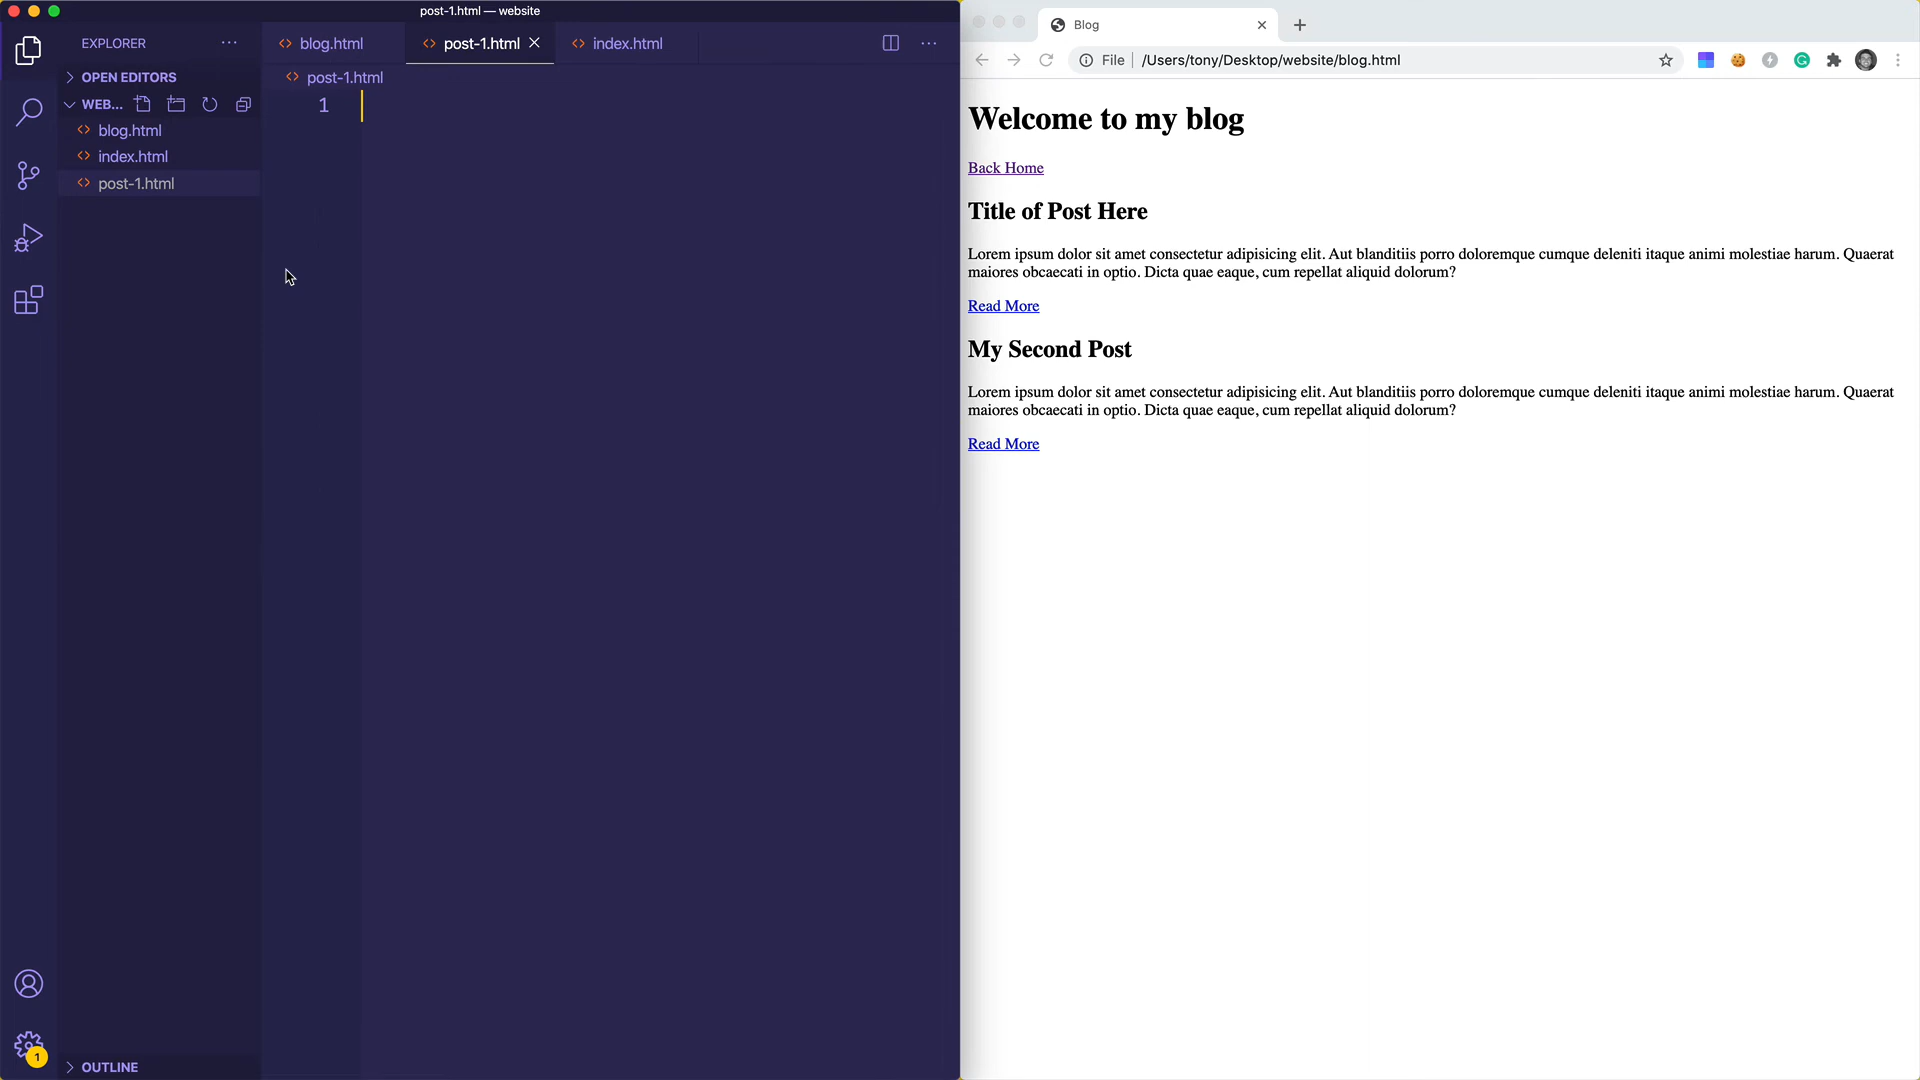 post-1.html — website
EXPLORER
OPEN EDITORS
WEB...
blog.html
index.html
post-1.html
OUTLINE
1
blog.html
post-1.html
index.html
post-1.html
1
Blog
File
/Users/tony/Desktop/website/blog.html
Welcome to my blog
Back Home
Title of Post Here
Lorem ipsum dolor sit amet consectetur adipisicing elit. Aut blanditiis porro doloremque cumque deleniti itaque animi molestiae harum. Quaerat
maiores obcaecati in optio. Dicta quae eaque, cum repellat aliquid dolorum?
Read More
My Second Post
Lorem ipsum dolor sit amet consectetur adipisicing elit. Aut blanditiis porro doloremque cumque deleniti itaque animi molestiae harum. Quaerat
maiores obcaecati in optio. Dicta quae eaque, cum repellat aliquid dolorum?
Read More